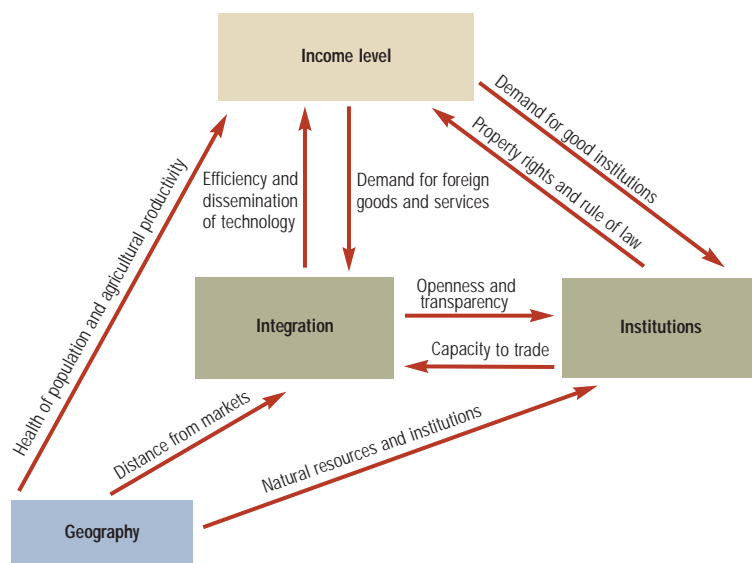 Income level
Demand for good institutions
Property rights and rule of law
Health of population and agricultural productivity
Efficiency and
dissemination
of technology
Demand for foreign
goods and services
Integration
Openness and
transparency
Capacity to trade
Institutions
Distance from markets
Natural resources and institutions
Geography